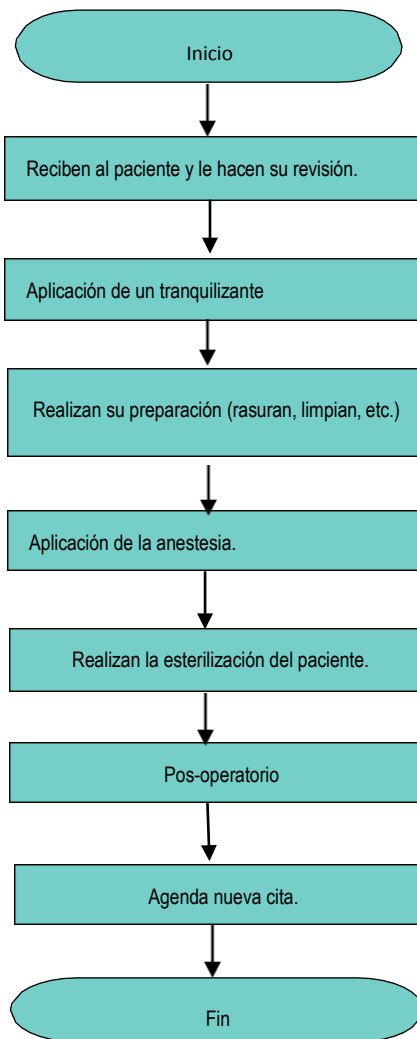 Inicio
Reciben al paciente y le hacen su revisión.
Aplicación de un tranquilizante
Realizan su preparación (rasuran, limpian, etc.)
Aplicación de la anestesia.
Realizan la esterilización del paciente.
Pos-operatorio
Agenda nueva cita.
Fin